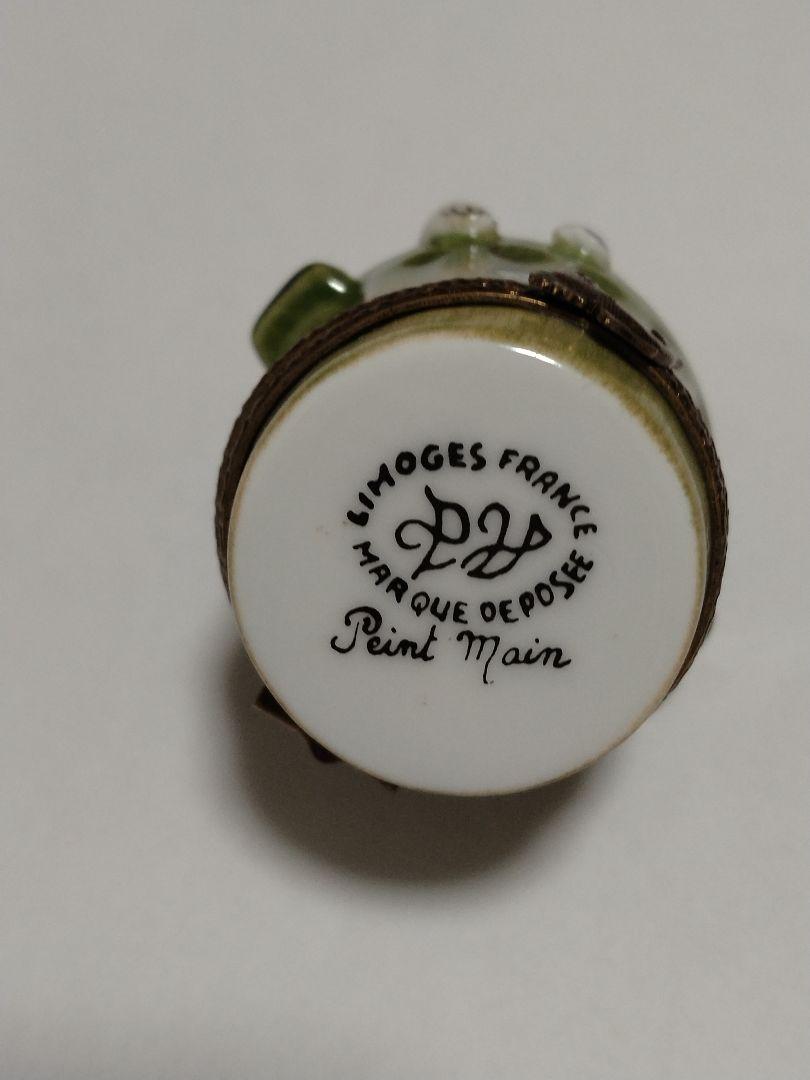 LIMOGES FRANCE
PY
MARQUE DEPOSEE
Peint Main